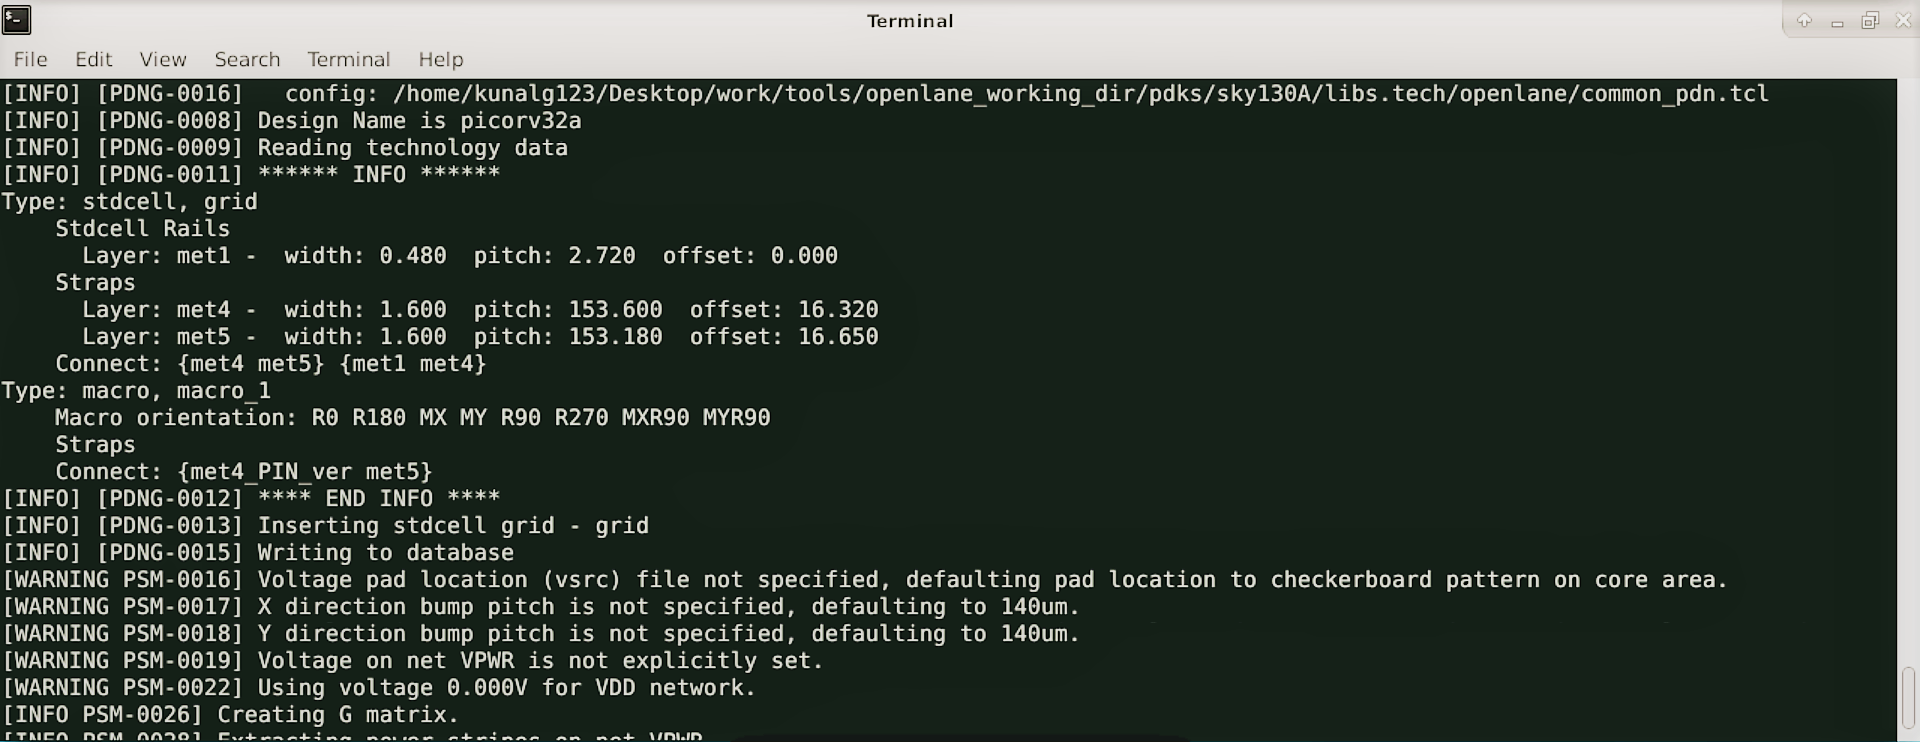 Terminal
File Edit View Search Terminal Help
[INFO] [PDNG-0016]   config: /home/kunalg123/Desktop/work/tools/openlane_working_dir/pdks/sky130A/libs.tech/openlane/common_pdn.tcl
[INFO] [PDNG-0008] Design Name is picorv32a
[INFO] [PDNG-0009] Reading technology data
[INFO] [PDNG-0011] ****** INFO ******
Type: stdcell, grid
    Stdcell Rails
      Layer: met1 -  width: 0.480  pitch: 2.720  offset: 0.000
    Straps
      Layer: met4 -  width: 1.600  pitch: 153.600  offset: 16.320
      Layer: met5 -  width: 1.600  pitch: 153.180  offset: 16.650
    Connect: {met4 met5} {met1 met4}
Type: macro, macro_1
    Macro orientation: R0 R180 MX MY R90 R270 MXR90 MYR90
    Straps
    Connect: {met4_PIN_ver met5}
[INFO] [PDNG-0012] **** END INFO ****
[INFO] [PDNG-0013] Inserting stdcell grid - grid
[INFO] [PDNG-0015] Writing to database
[WARNING PSM-0016] Voltage pad location (vsrc) file not specified, defaulting pad location to checkerboard pattern on core area.
[WARNING PSM-0017] X direction bump pitch is not specified, defaulting to 140um.
[WARNING PSM-0018] Y direction bump pitch is not specified, defaulting to 140um.
[WARNING PSM-0019] Voltage on net VPWR is not explicitly set.
[WARNING PSM-0022] Using voltage 0.000V for VDD network.
[INFO PSM-0026] Creating G matrix.
[INFO PSM-0028] Extracting power stripes on net VPWR